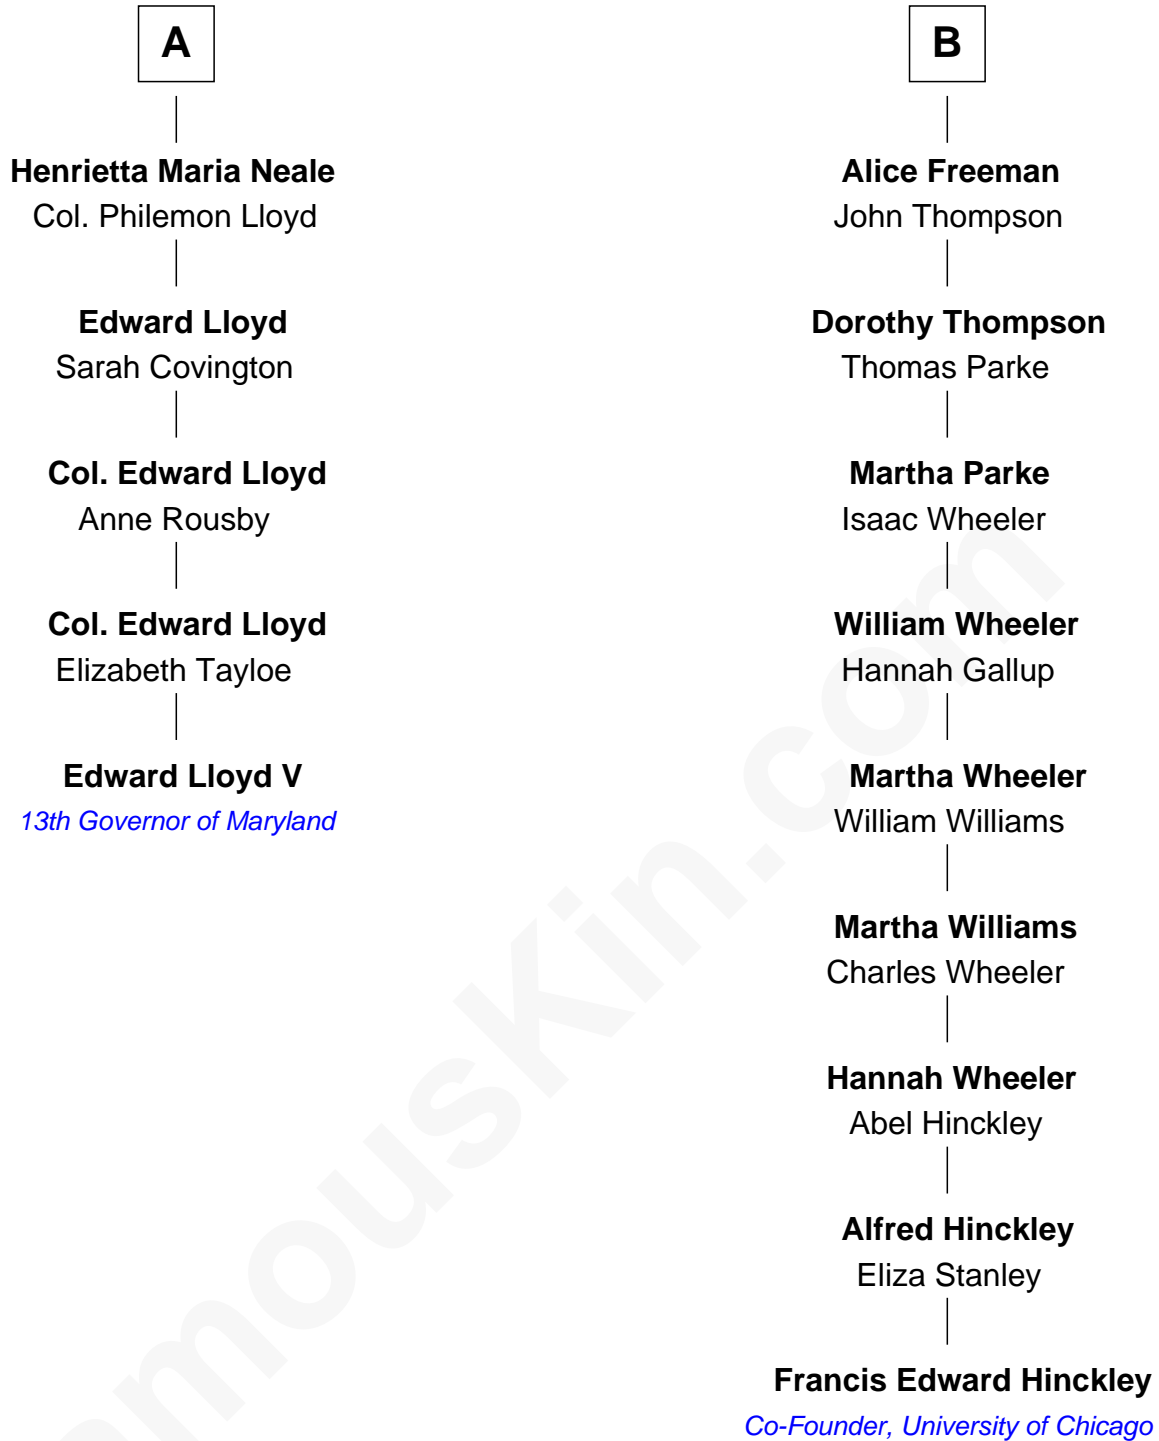 A
Henrietta Maria Neale
Col. Philemon Lloyd
Edward Lloyd
Sarah Covington
Col. Edward Lloyd
Anne Rousby
Col. Edward Lloyd
Elizabeth Tayloe
Edward Lloyd V
13th Governor of Maryland
B
Alice Freeman
John Thompson
Dorothy Thompson
Thomas Parke
Martha Parke
Isaac Wheeler
William Wheeler
Hannah Gallup
Martha Wheeler
William Williams
Martha Williams
Charles Wheeler
Hannah Wheeler
Abel Hinckley
Alfred Hinckley
Eliza Stanley
Francis Edward Hinckley
Co-Founder, University of Chicago
amouskin.com